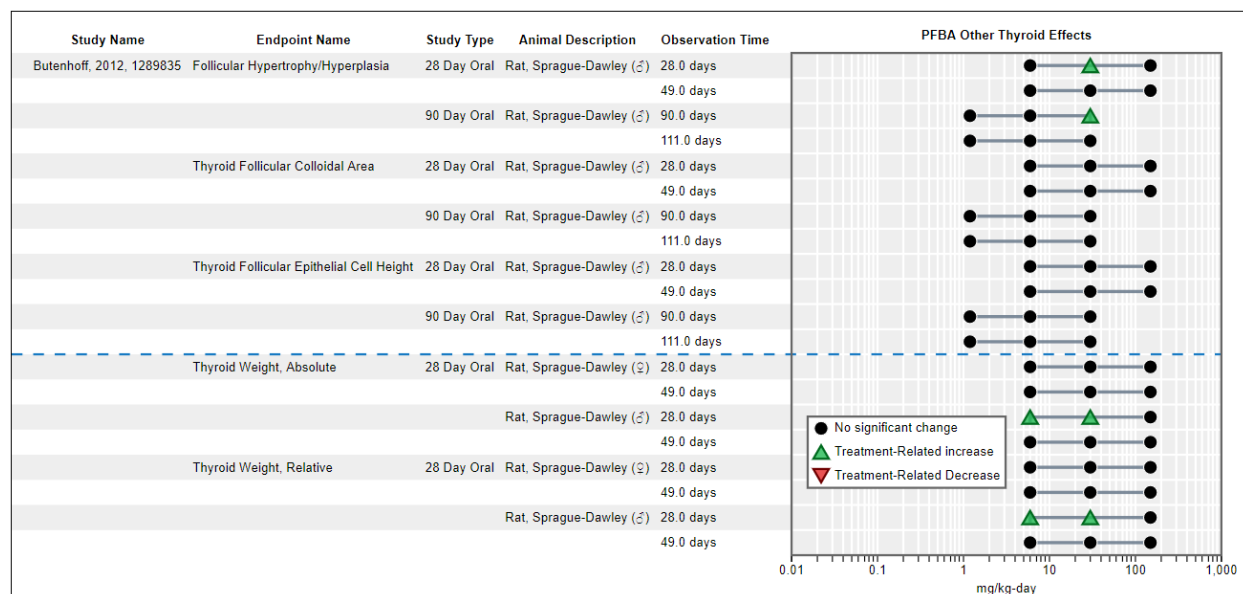 PFBA Other Thyroid Effects
Study Name Endpoint Name Study Type Animal Description Observation Time
Butenhoff, 2012, 1289835 Follicular Hypertrophy/Hyperplasia 28 Day Oral Rat, Sprague-Dawley (♂) 28.0 days
49.0 days
90 Day Oral Rat, Sprague-Dawley (♂) 90.0 days
111.0 days
Thyroid Follicular Colloidal Area 28 Day Oral Rat, Sprague-Dawley (♂) 28.0 days
49.0 days
90 Day Oral Rat, Sprague-Dawley (♂) 90.0 days
111.0 days
Thyroid Follicular Epithelial Cell Height 28 Day Oral Rat, Sprague-Dawley (♂) 28.0 days
49.0 days
90 Day Oral Rat, Sprague-Dawley (♂) 90.0 days
111.0 days
Thyroid Weight, Absolute 28 Day Oral Rat, Sprague-Dawley (♀) 28.0 days
49.0 days
Rat, Sprague-Dawley (♂) 28.0 days
49.0 days
Thyroid Weight, Relative 28 Day Oral Rat, Sprague-Dawley (♀) 28.0 days
49.0 days
Rat, Sprague-Dawley (♂) 28.0 days
49.0 days
No significant change
Treatment-Related increase
Treatment-Related Decrease
0.01 0.1 1 10 100 1,000
mg/kg-day